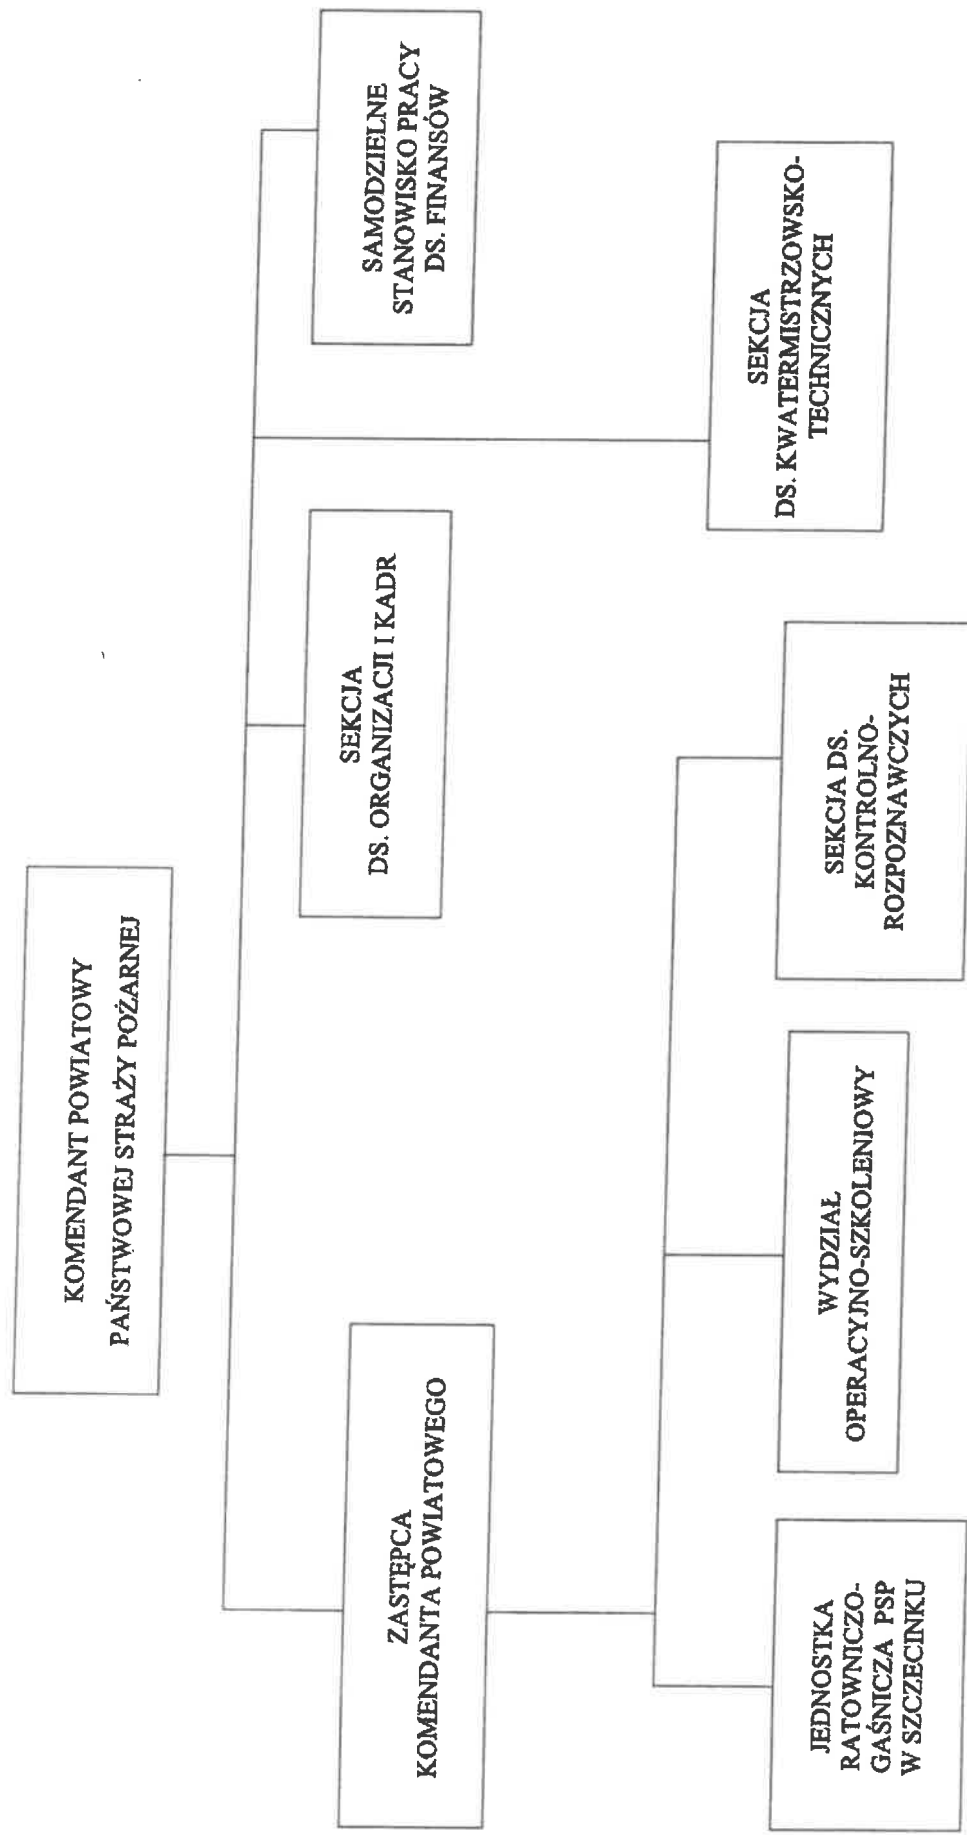 KOMENDANT POWIATOWY
PAŃSTWOWEJ STRAŻY POŻARNEJ
ZASTĘPCA
KOMENDANTA POWIATOWEGO
SEKCJA
DS. ORGANIZACJI I KADR
SAMODZIELNE
STANOWISKO PRACY
DS. FINANSÓW
JEDNOSTKA
RATOWNICZO-
GAŚNICZA PSP
W SZCZECINKU
WYDZIAŁ
OPERACYJNO-SZKOLENIOWY
SEKCJA DS.
KONTROLNO-
ROZPOZNAWCZYCH
SEKCJA
DS. KWATERMISTRZOWSKO-
TECHNICZNYCH